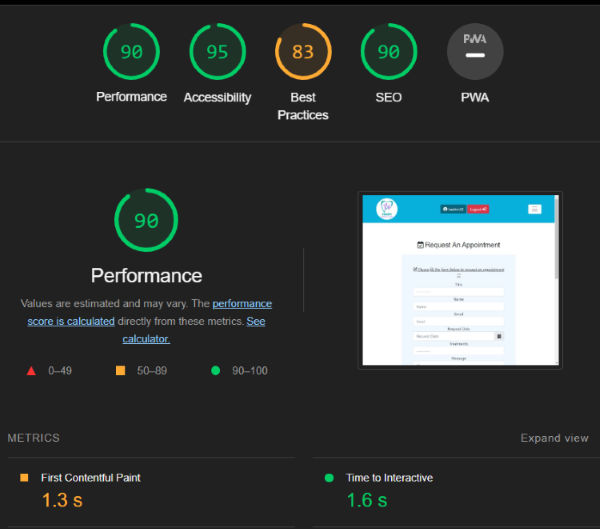 90 95 83 90 PWA
Performance Accessibility Best Practices SEO PWA
90
Performance
Values are estimated and may vary. The performance
score is calculated directly from these metrics. See
calculator.
0–49 50–89 90–100
Logout
Request An Appointment
Please fill the form below to request an appointment
Title
Name
Name
Email
Email
Request Date
Request Date
Treatments
Message
METRICS Expand view
First Contentful Paint Time to Interactive
1.3 s 1.6 s